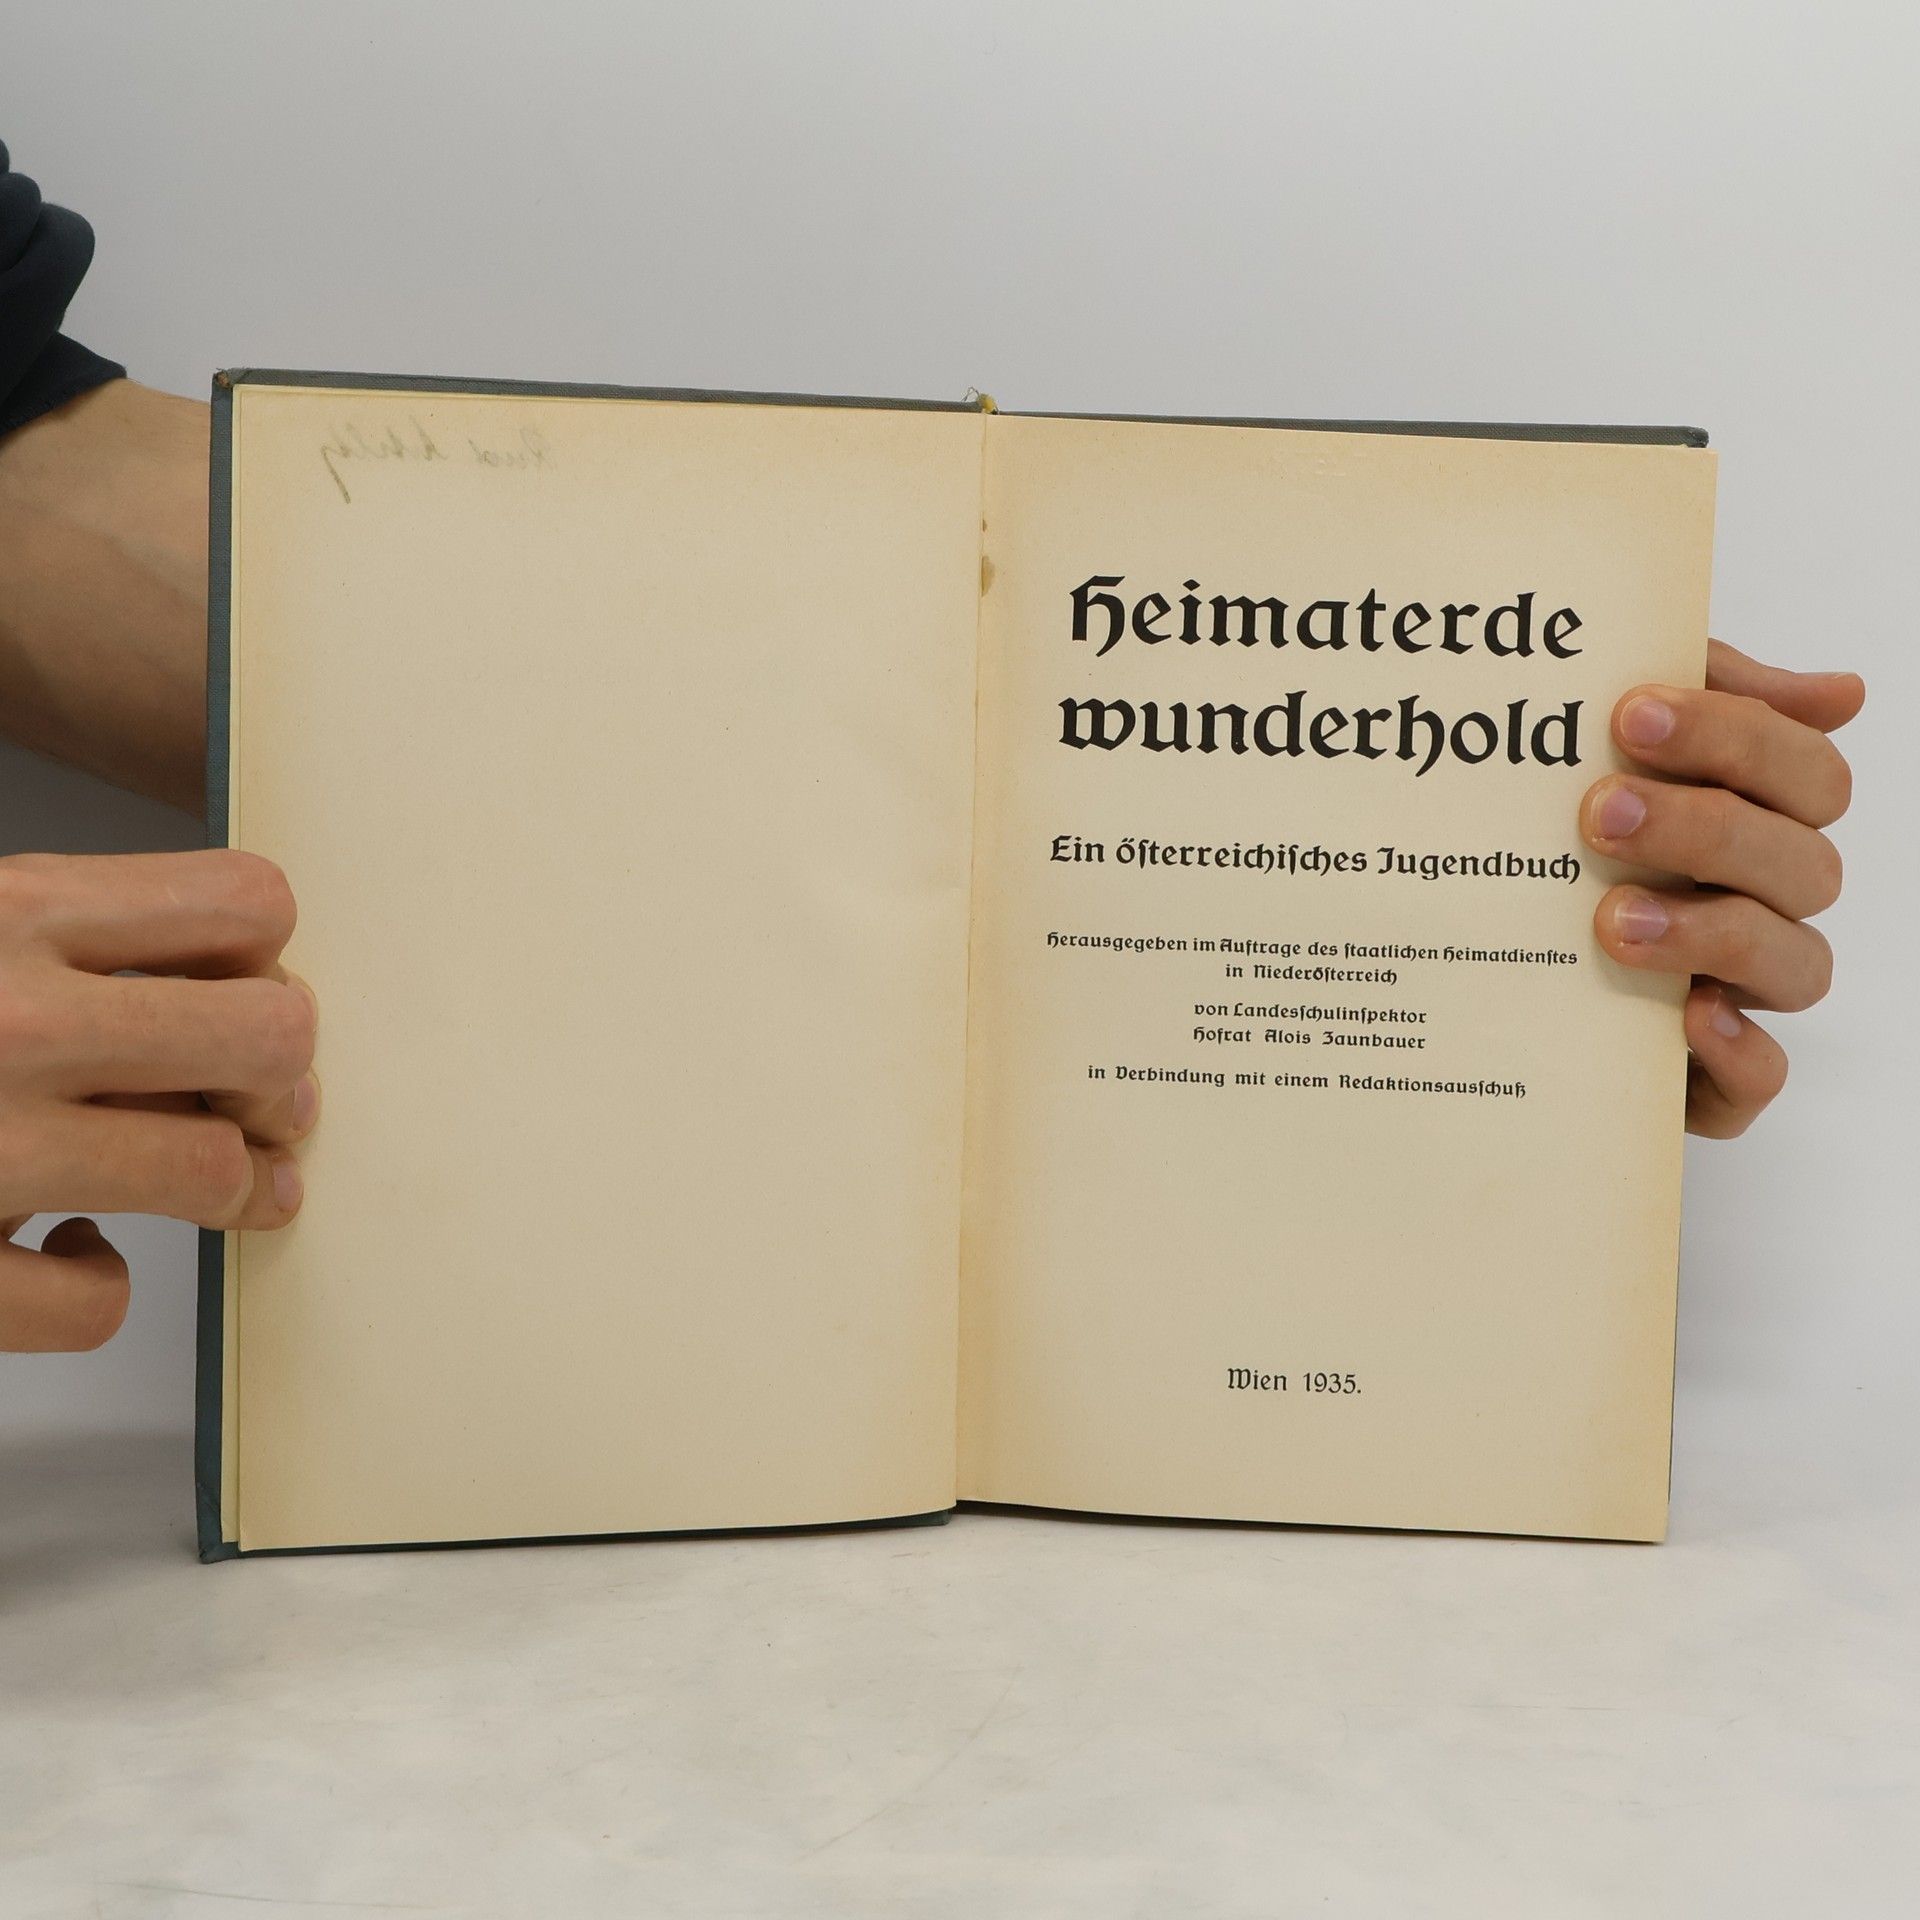 Heimaterde
wunderhold
Ein öſterreichiſches Jugendbuch
Herausgegeben im Auftrage des ſtaatlichen Heimatdienſtes
in Niederöſterreich
von Landesſchulinſpektor
Hofrat Alois Zaunbauer
in Verbindung mit einem Redaktionsausſchuß
Wien 1935.